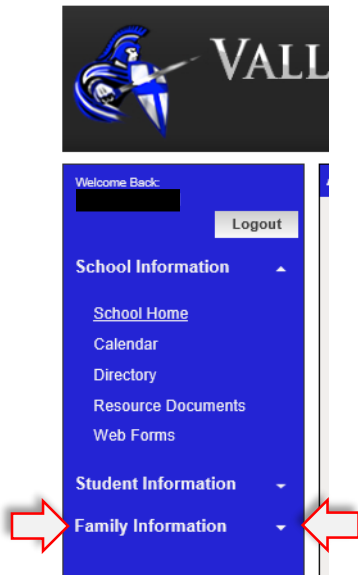 VALL
Welcome Back:
Logout
School Information
School Home
Calendar
Directory
Resource Documents
Web Forms
Student Information
Family Information